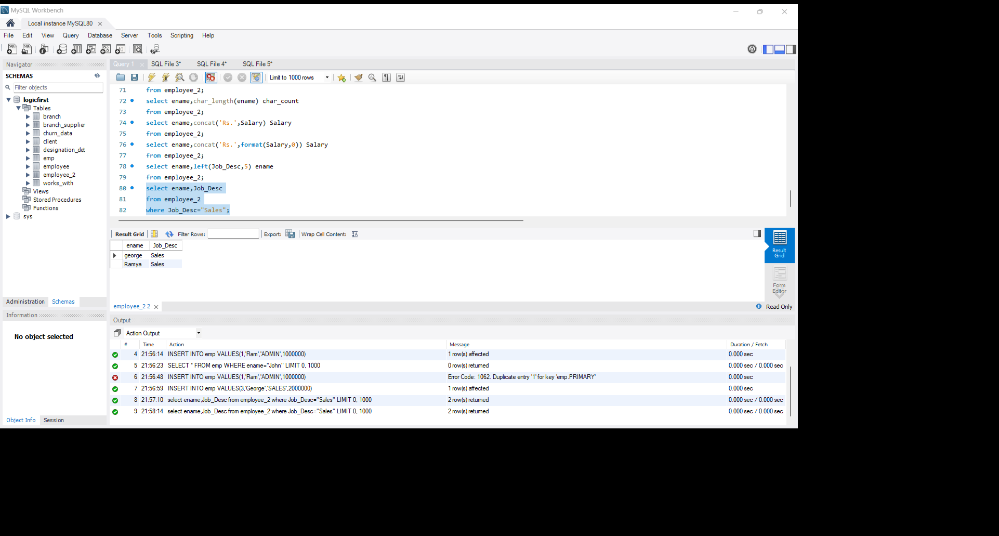 MySQL Workbench
Local instance MySQL80
File Edit View Query Database Server Tools Scripting Help
Navigator
SCHEMAS
Filter objects
logicfirst
Tables
branch
branch_supplier
churn_data
client
designation_det
emp
employee
employee_2
works_with
Views
Stored Procedures
Functions
sys
Administration Schemas
Information
No object selected
Object Info Session
Query 1 SQL File 3* SQL File 4* SQL File 5*
Limit to 1000 rows
71 from employee_2;
72 select ename,char_length(ename) char_count
73 from employee_2;
74 select ename,concat('Rs.',Salary) Salary
75 from employee_2;
76 select ename,concat('Rs.',format(Salary,0)) Salary
77 from employee_2;
78 select ename,left(Job_Desc,5) ename
79 from employee_2;
80 select ename,Job_Desc
81 from employee_2
82 where Job_Desc="Sales";
Result Grid Filter Rows: Export: Wrap Cell Content:
ename Job_Desc
george Sales
Ramya Sales
Result Grid
Form Editor
employee_2 2
Read Only
Output
Action Output
# Time Action Message Duration / Fetch
4 21:56:14 INSERT INTO emp VALUES(1,'Ram','ADMIN',1000000) 1 row(s) affected 0.000 sec
5 21:56:23 SELECT * FROM emp WHERE ename="John" LIMIT 0, 1000 0 row(s) returned 0.000 sec / 0.000 sec
6 21:56:48 INSERT INTO emp VALUES(1,'Ram','ADMIN',1000000) Error Code: 1062. Duplicate entry '1' for key 'emp.PRIMARY' 0.000 sec
7 21:56:59 INSERT INTO emp VALUES(3,'George','SALES',2000000) 1 row(s) affected 0.000 sec
8 21:57:10 select ename,Job_Desc from employee_2 where Job_Desc="Sales" LIMIT 0, 1000 2 row(s) returned 0.000 sec / 0.000 sec
9 21:58:14 select ename,Job_Desc from employee_2 where Job_Desc="Sales" LIMIT 0, 1000 2 row(s) returned 0.000 sec / 0.000 sec